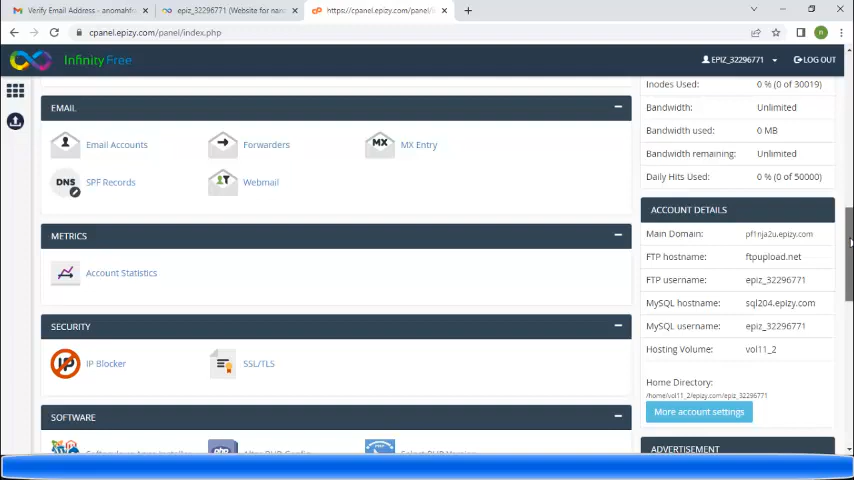 Verify Email Address - anomahfr
epiz_32296771 (Website for nan
https://cpanel.epizy.com/panel/i
cpanel.epizy.com/panel/index.php
n
InfinityFree
EPIZ_32296771
LOG OUT
EMAIL
Email Accounts
Forwarders
MX
MX Entry
DNS
SPF Records
Webmail
METRICS
Account Statistics
SECURITY
IP
IP Blocker
SSL/TLS
SOFTWARE
php
Inodes Used: 0 % (0 of 30019)
Bandwidth: Unlimited
Bandwidth used: 0 MB
Bandwidth remaining: Unlimited
Daily Hits Used: 0 % (0 of 50000)
ACCOUNT DETAILS
Main Domain: pf1nja2u.epizy.com
FTP hostname: ftpupload.net
FTP username: epiz_32296771
MySQL hostname: sql204.epizy.com
MySQL username: epiz_32296771
Hosting Volume: vol11_2
Home Directory:
/home/vol11_2/epizy.com/epiz_32296771
More account settings
ADVERTISEMENT